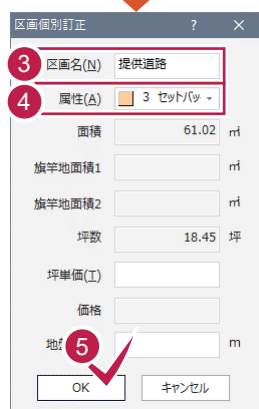 区画個別訂正 ? ×
3 区画名(N) 提供道路
4 属性(A) 3 セットバッ
面積 61.02 ㎡
旗竿地面積1 ㎡
旗竿地面積2 ㎡
坪数 18.45 坪
坪単価(T)
価格
地 5 m
OK キャンセル